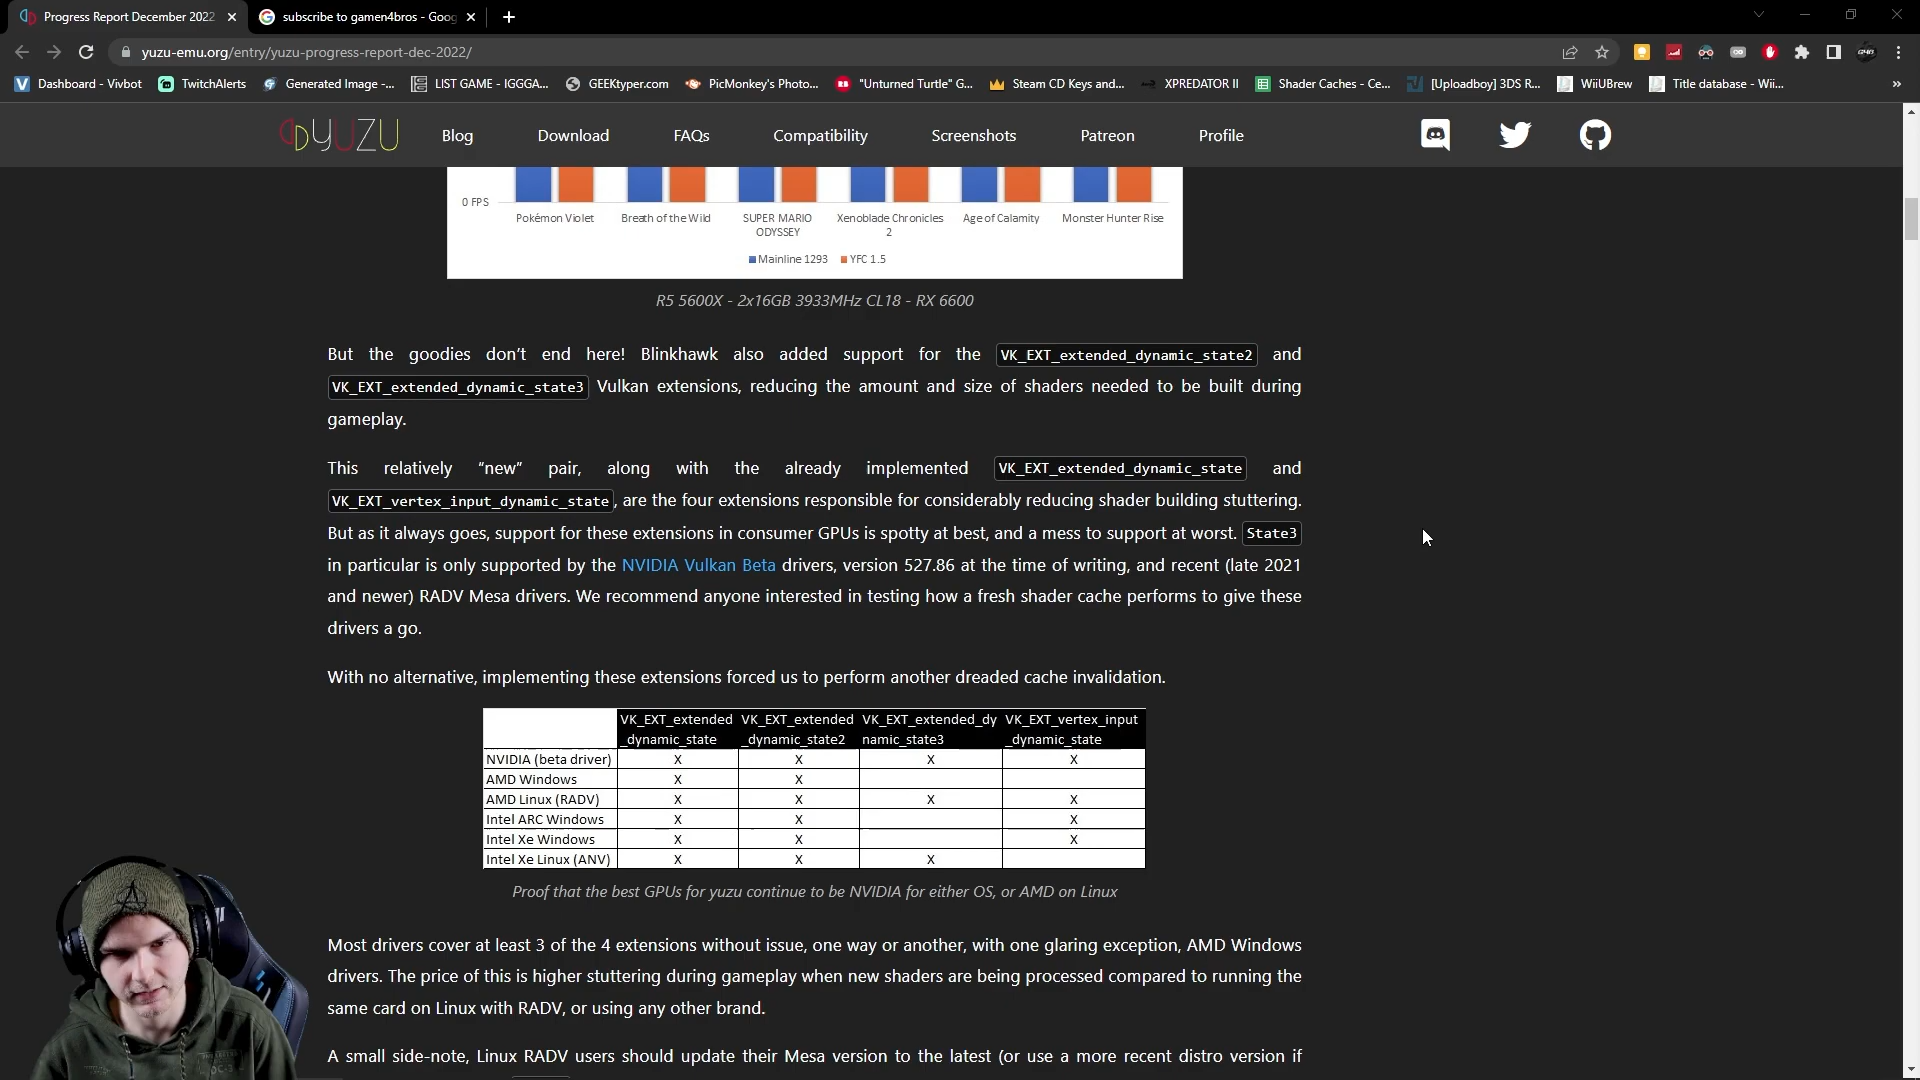 Progress Report December 2022
subscribe to gamen4bros - Goog
yuzu-emu.org/entry/yuzu-progress-report-dec-2022/
Dashboard - Vivbot
TwitchAlerts
Generated Image -...
LIST GAME - IGGGA...
GEEKtyper.com
PicMonkey's Photo...
"Unturned Turtle" G...
Steam CD Keys and...
XPREDATOR II
Shader Caches - Ce...
[Uploadboy] 3DS R...
WiiUBrew
Title database - Wii...
»
YUZU
Blog
Download
FAQs
Compatibility
Screenshots
Patreon
Profile
0 FPS
Pokémon Violet
Breath of the Wild
SUPER MARIO
ODYSSEY
Xenoblade Chronicles
2
Age of Calamity
Monster Hunter Rise
Mainline 1293 YFC 1.5
R5 5600X - 2x16GB 3933MHz CL18 - RX 6600
But the goodies don't end here! Blinkhawk also added support for the VK_EXT_extended_dynamic_state2 and
VK_EXT_extended_dynamic_state3 Vulkan extensions, reducing the amount and size of shaders needed to be built during
gameplay.
This relatively “new” pair, along with the already implemented VK_EXT_extended_dynamic_state and
VK_EXT_vertex_input_dynamic_state, are the four extensions responsible for considerably reducing shader building stuttering.
But as it always goes, support for these extensions in consumer GPUs is spotty at best, and a mess to support at worst. State3
in particular is only supported by the NVIDIA Vulkan Beta drivers, version 527.86 at the time of writing, and recent (late 2021
and newer) RADV Mesa drivers. We recommend anyone interested in testing how a fresh shader cache performs to give these
drivers a go.
With no alternative, implementing these extensions forced us to perform another dreaded cache invalidation.
VK_EXT_extended VK_EXT_extended VK_EXT_extended_dy VK_EXT_vertex_input
_dynamic_state _dynamic_state2 namic_state3 _dynamic_state
NVIDIA (beta driver) X X X X
AMD Windows X X
AMD Linux (RADV) X X X X
Intel ARC Windows X X X
Intel Xe Windows X X X
Intel Xe Linux (ANV) X X X
Proof that the best GPUs for yuzu continue to be NVIDIA for either OS, or AMD on Linux
Most drivers cover at least 3 of the 4 extensions without issue, one way or another, with one glaring exception, AMD Windows
drivers. The price of this is higher stuttering during gameplay when new shaders are being processed compared to running the
same card on Linux with RADV, or using any other brand.
A small side-note, Linux RADV users should update their Mesa version to the latest (or use a more recent distro version if